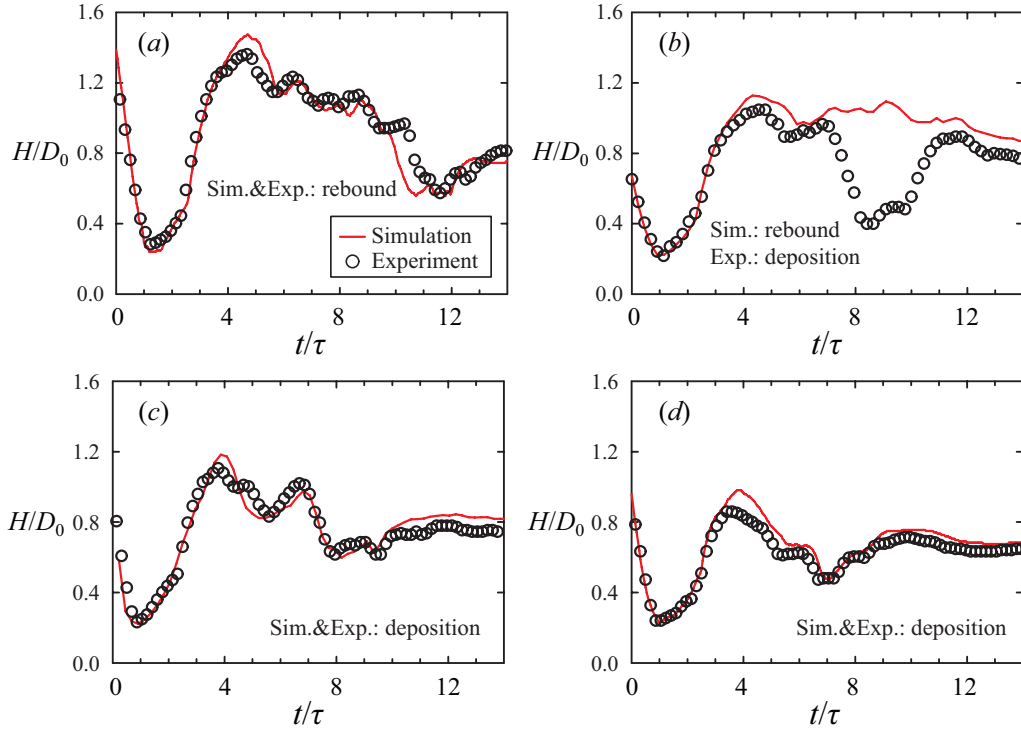 (a)
1.6
1.2
H/D0
0.8
0.4
0.0
Sim.&Exp.: rebound
Simulation
Experiment
0 4 8 12
t/τ
(b)
1.6
1.2
H/D0
0.8
0.4
0.0
Sim.: rebound
Exp.: deposition
0 4 8 12
t/τ
(c)
1.6
1.2
H/D0
0.8
0.4
0.0
Sim.&Exp.: deposition
0 4 8 12
t/τ
(d)
1.6
1.2
H/D0
0.8
0.4
0.0
Sim.&Exp.: deposition
0 4 8 12
t/τ